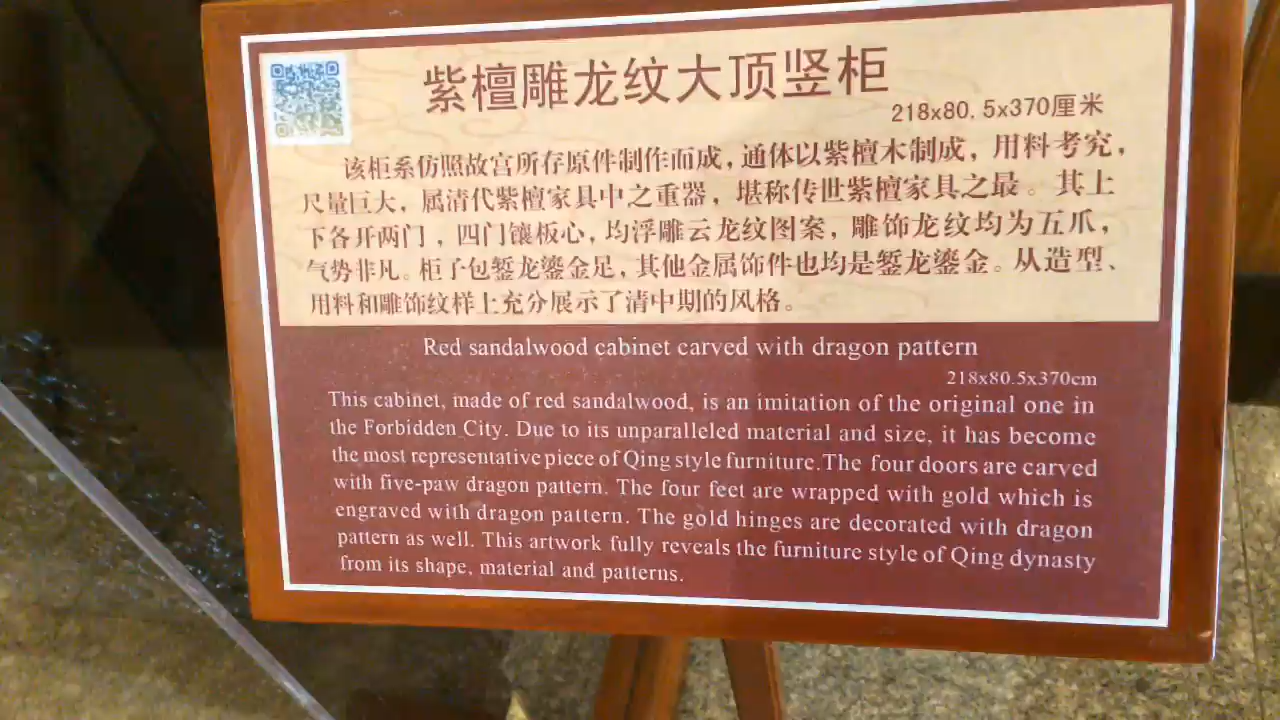 紫檀雕龙纹大顶竖柜
218x80.5x370厘米
该柜系仿照故宫所存原件制作而成，通体以紫檀木制成，用料考究，
尺量巨大，属清代紫檀家具中之重器，堪称传世紫檀家具之最。其上
下各开两门，四门镶板心，均浮雕云龙纹图案，雕饰龙纹均为五爪，
气势非凡。柜子包錾龙鎏金足，其他金属饰件也均是錾龙鎏金。从造型、
用料和雕饰纹样上充分展示了清中期的风格。
Red sandalwood cabinet carved with dragon pattern
218x80.5x370cm
This cabinet, made of red sandalwood, is an imitation of the original one in
the Forbidden City. Due to its unparalleled material and size, it has become
the most representative piece of Qing style furniture.The four doors are carved
with five-paw dragon pattern. The four feet are wrapped with gold which is
engraved with dragon pattern. The gold hinges are decorated with dragon
pattern as well. This artwork fully reveals the furniture style of Qing dynasty
from its shape, material and patterns.